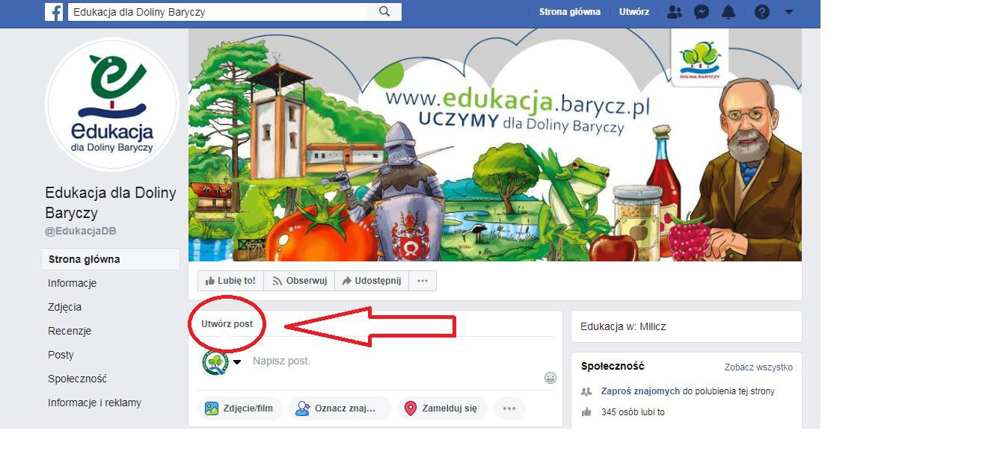 Edukacja dla Doliny Baryczy
Strona główna
Utwórz
edukacja
dla Doliny Baryczy
www.edukacja.barycz.pl
UCZYMY dla Doliny Baryczy
DOLINA BARYCZY
Edukacja dla Doliny
Baryczy
@EdukacjaDB
Strona główna
Informacje
Zdjęcia
Recenzje
Posty
Społeczność
Informacje i reklamy
Lubię to!
Obserwuj
Udostępnij
Utwórz post
Napisz post.
Zdjęcie/film
Oznacz znaj...
Zamelduj się
Edukacja w: Milicz
Społeczność
Zobacz wszystko
Zaproś znajomych do polubienia tej strony
345 osób lubi to